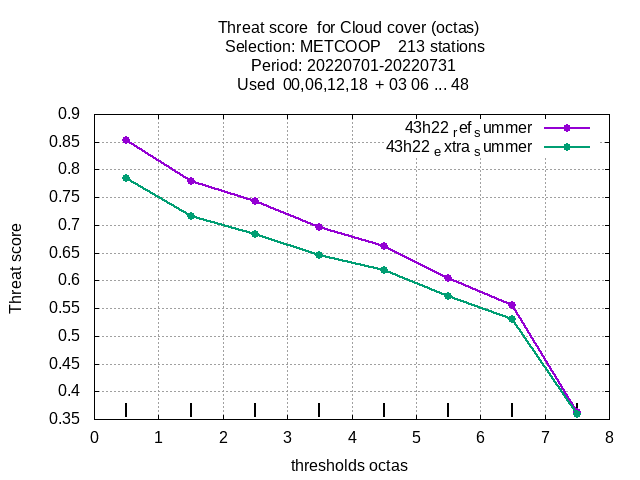 Threat score for Cloud cover (octas)
Selection: METCOOP 213 stations
Period: 20220701-20220731
Used 00,06,12,18 + 03 06 ... 48
43h22 ref summer
43h22 extra summer
Threat score
0.9
0.85
0.8
0.75
0.7
0.65
0.6
0.55
0.5
0.45
0.4
0.35
0 1 2 3 4 5 6 7 8
thresholds octas